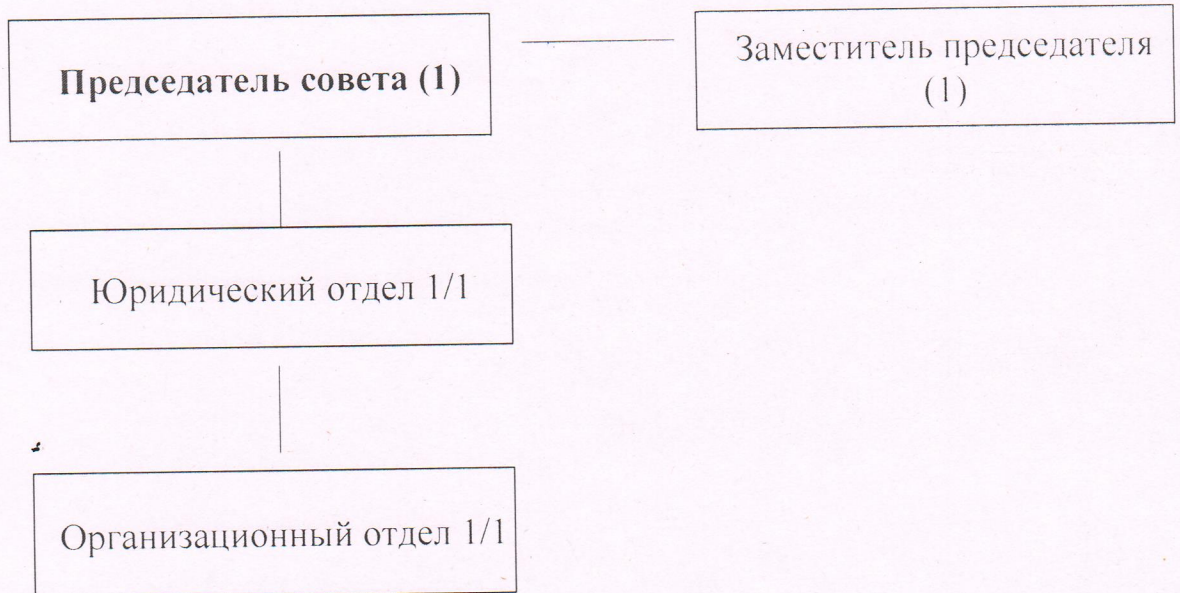 Председатель совета (1)
Заместитель председателя
(1)
Юридический отдел 1/1
Организационный отдел 1/1